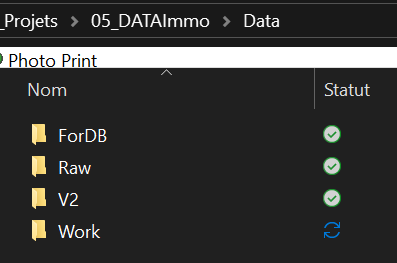 _Projets > 05_DATAImmo > Data
Photo Print
Nom Statut
ForDB
Raw
V2
Work